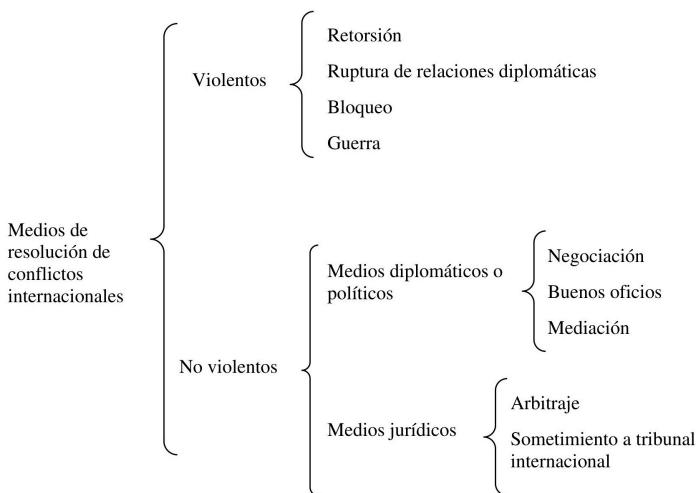 Medios de
resolución de
conflictos
internacionales
Violentos
Retorsión
Ruptura de relaciones diplomáticas
Bloqueo
Guerra
No violentos
Medios diplomáticos o
políticos
Negociación
Buenos oficios
Mediación
Medios jurídicos
Arbitraje
Sometimiento a tribunal
internacional